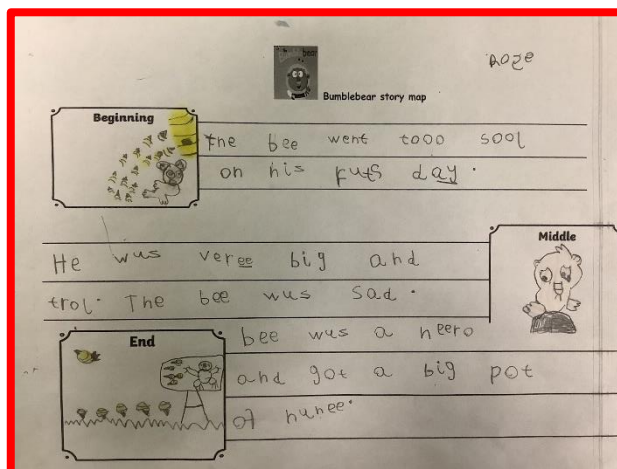 Roze
bear
Bumblebear story map
Beginning
the bee went tooo sool
on his futs day.
He wus veree big and
trol. The bee wus sad.
Middle
End
bee wus a heero
and got a big pot
of hunee.